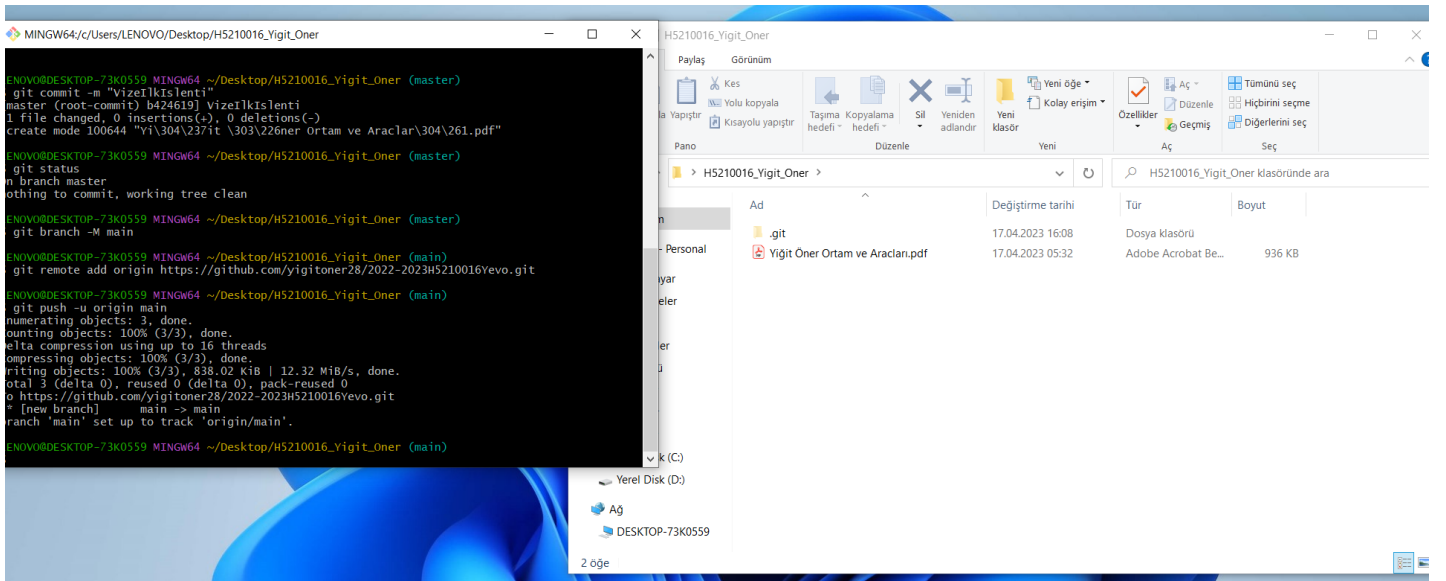 MINGW64:/c/Users/LENOVO/Desktop/H5210016_Yigit_Oner
ENOVO@DESKTOP-73K0559 MINGW64 ~/Desktop/H5210016_Yigit_Oner (master)
git commit -m "VizeIlkIslenti"
master (root-commit) b424619] VizeIlkIslenti
1 file changed, 0 insertions(+), 0 deletions(-)
create mode 100644 "Yi\304\237it \303\226ner Ortam ve Araclar\304\261.pdf"
ENOVO@DESKTOP-73K0559 MINGW64 ~/Desktop/H5210016_Yigit_Oner (master)
git status
n branch master
othing to commit, working tree clean
ENOVO@DESKTOP-73K0559 MINGW64 ~/Desktop/H5210016_Yigit_Oner (master)
git branch -M main
ENOVO@DESKTOP-73K0559 MINGW64 ~/Desktop/H5210016_Yigit_Oner (main)
git remote add origin https://github.com/yigitoner28/2022-2023H5210016Yevo.git
ENOVO@DESKTOP-73K0559 MINGW64 ~/Desktop/H5210016_Yigit_Oner (main)
git push -u origin main
numerating objects: 3, done.
ounting objects: 100% (3/3), done.
elta compression using up to 16 threads
ompressing objects: 100% (3/3), done.
riting objects: 100% (3/3), 838.02 KiB | 12.32 MiB/s, done.
otal 3 (delta 0), reused 0 (delta 0), pack-reused 0
o https://github.com/yigitoner28/2022-2023H5210016Yevo.git
* [new branch] main -> main
ranch 'main' set up to track 'origin/main'.
ENOVO@DESKTOP-73K0559 MINGW64 ~/Desktop/H5210016_Yigit_Oner (main)
H5210016_Yigit_Oner
Paylaş Görünüm
Yapıştır
Kes
Yolu kopyala
Kısayolu yapıştır
Pano
Taşıma hedefi
Kopyalama hedefi
Sil
Yeniden adlandır
Düzenle
Yeni klasör
Yeni öğe
Kolay erişim
Yeni
Özellikler
Aç
Düzenle
Geçmiş
Aç
Tümünü seç
Hiçbirini seçme
Diğerlerini seç
Seç
H5210016_Yigit_Oner
H5210016_Yigit_Oner klasöründe ara
Ad Değiştirme tarihi Tür Boyut
.git 17.04.2023 16:08 Dosya klasörü
Yiğit Öner Ortam ve Aracları.pdf 17.04.2023 05:32 Adobe Acrobat Be... 936 KB
- Personal
yar
eler
er
k (C:)
Yerel Disk (D:)
Ağ
DESKTOP-73K0559
2 öğe